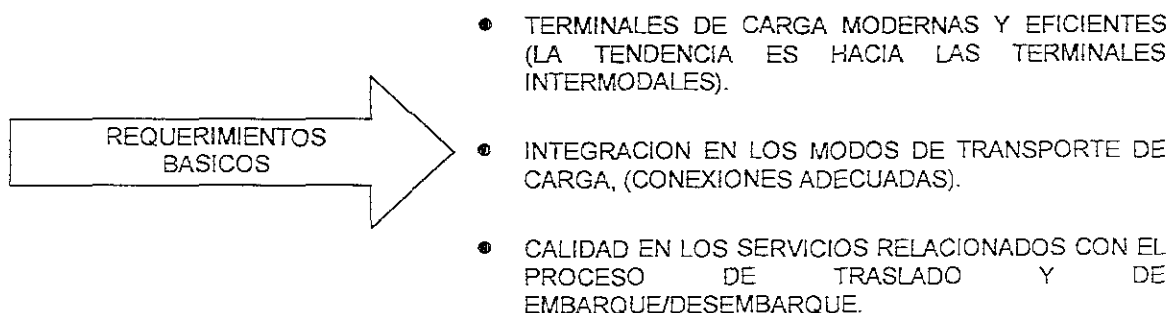 REQUERIMIENTOS
BASICOS
● TERMINALES DE CARGA MODERNAS Y EFICIENTES
(LA TENDENCIA ES HACIA LAS TERMINALES
INTERMODALES).
● INTEGRACION EN LOS MODOS DE TRANSPORTE DE
CARGA, (CONEXIONES ADECUADAS).
● CALIDAD EN LOS SERVICIOS RELACIONADOS CON EL
PROCESO DE TRASLADO Y DE
EMBARQUE/DESEMBARQUE.